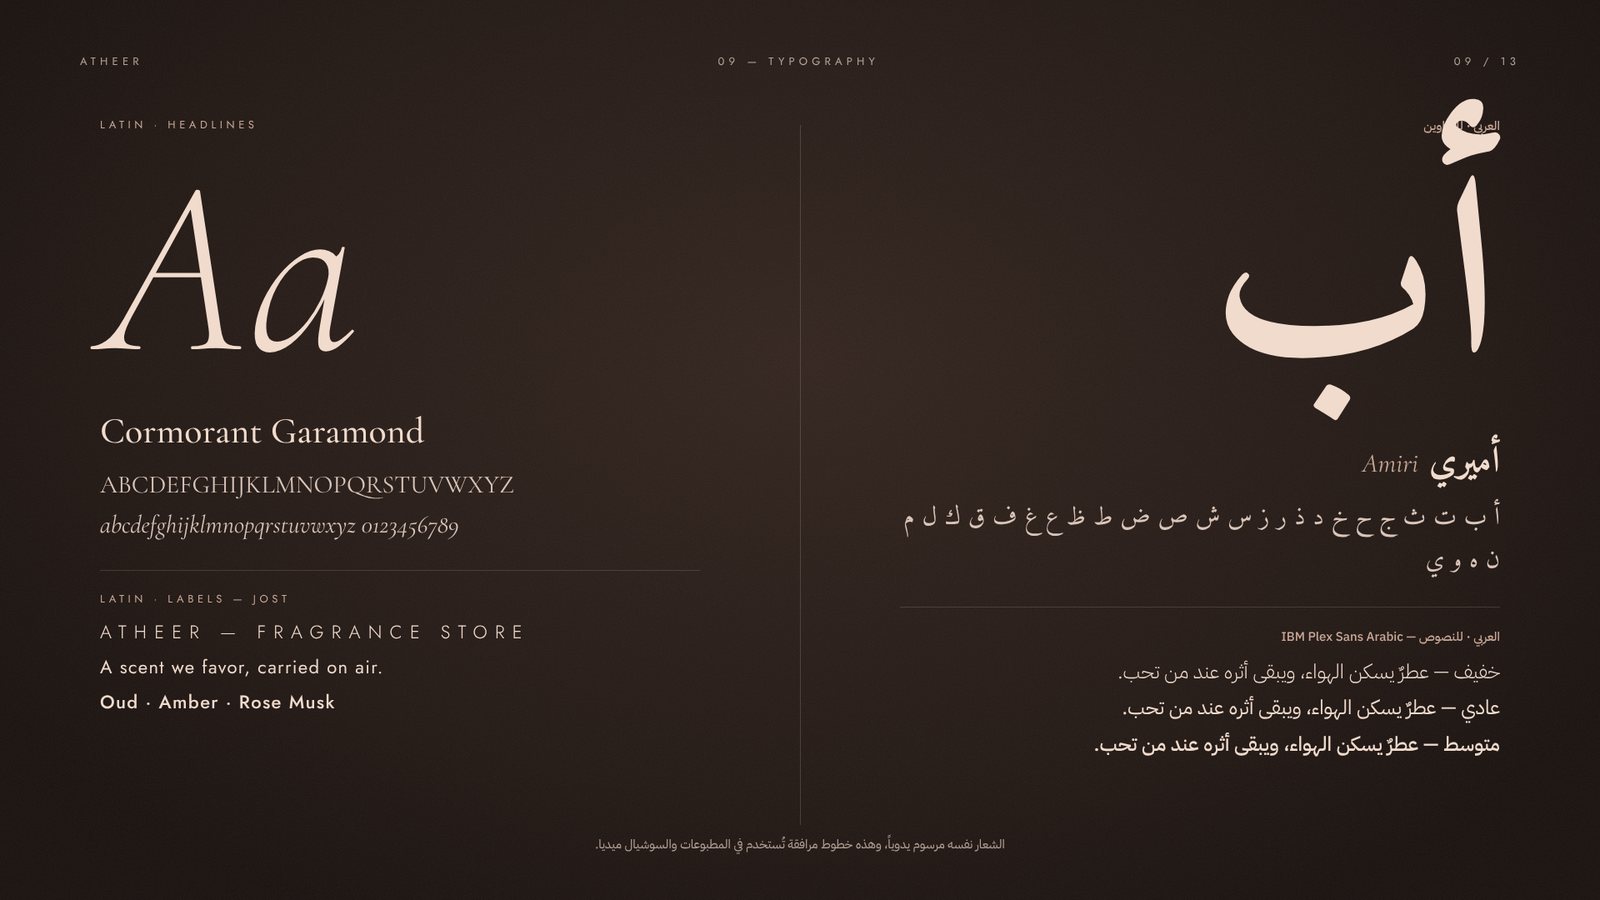 ATHEER
09 — TYPOGRAPHY
09 / 13
LATIN · HEADLINES
Aa
Cormorant Garamond
ABCDEFGHIJKLMNOPQRSTUVWXYZ
abcdefghijklmnopqrstuvwxyz 0123456789
LATIN · LABELS — JOST
ATHEER — FRAGRANCE STORE
A scent we favor, carried on air.
Oud · Amber · Rose Musk
العربي ·
أب
أميري Amiri
أ ب ت ث ج ح خ د ذ ر ز س ش ص ض ط ظ ع غ ف ق ك ل م
ن ه و ي
العربي · للنصوص — IBM Plex Sans Arabic
خفيف — عطرٌ يسكن الهواء، ويبقى أثره عند من تحب.
عادي — عطرٌ يسكن الهواء، ويبقى أثره عند من تحب.
متوسط — عطرٌ يسكن الهواء، ويبقى أثره عند من تحب.
الشعار نفسه مرسوم يدوياً، وهذه خطوط مرافقة تُستخدم في المطبوعات والسوشيال ميديا.